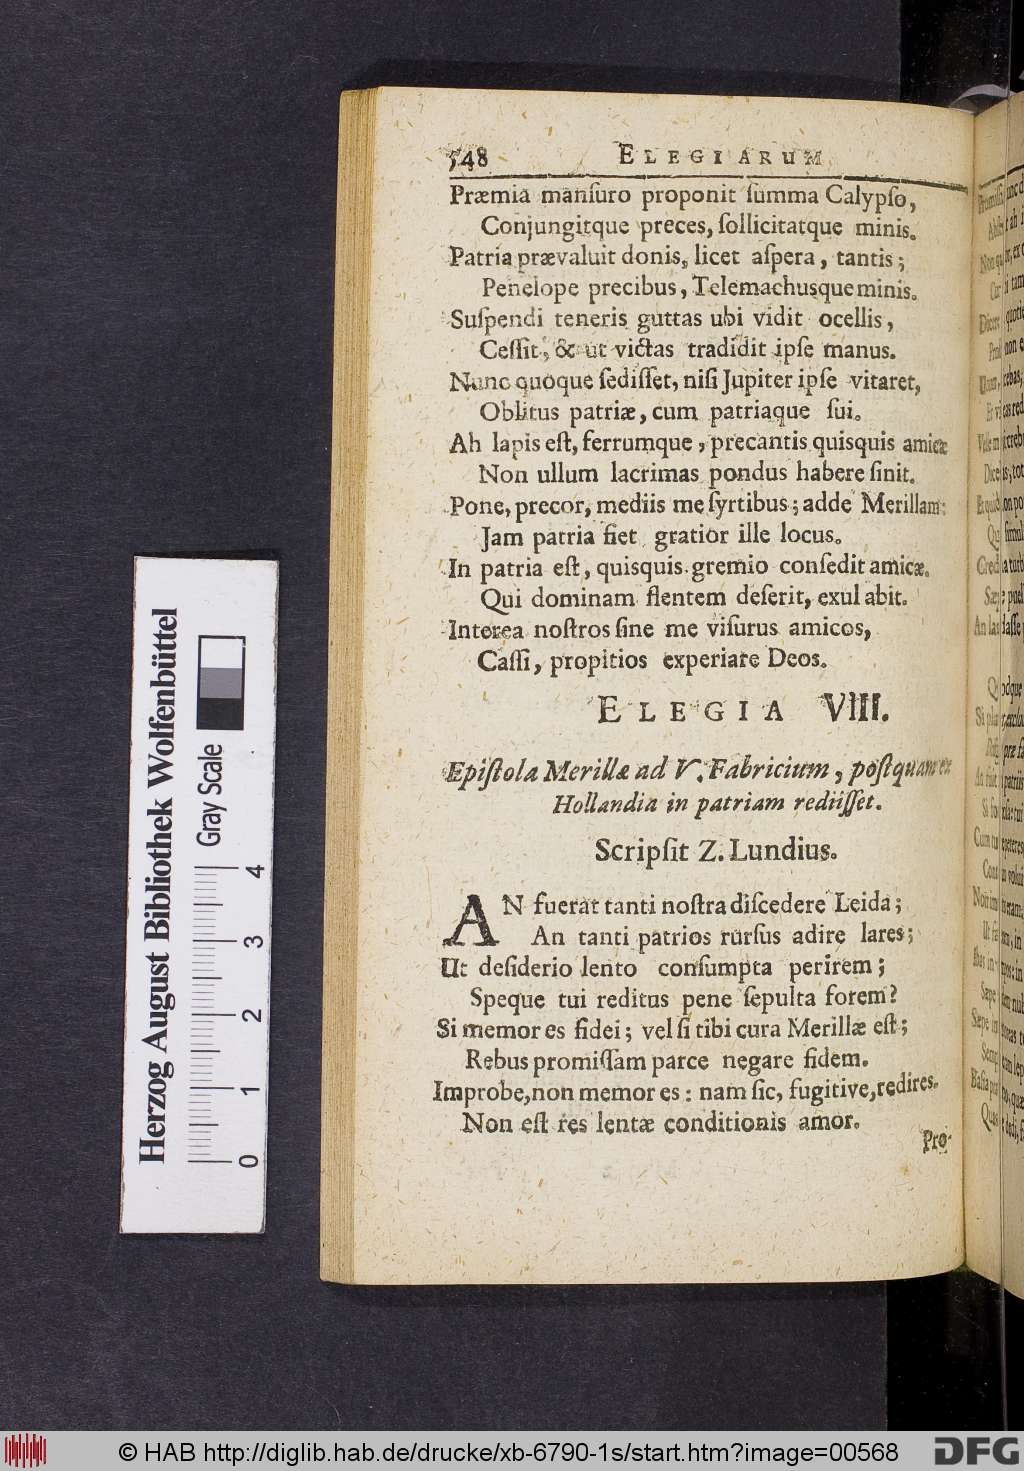 548 ELEGIARUM
Præmia manſuro proponit ſumma Calypſo,
Conjungitque preces, ſollicitatque minis.
Patria prævaluit donis, licet aſpera, tantis;
Penelope precibus, Telemachusque minis.
Suſpendi teneris guttas ubi vidit ocellis,
Ceſſit, & ut victas tradidit ipſe manus.
Nunc quoque ſediſſet, niſi Jupiter ipſe vitaret,
Oblitus patriæ, cum patriaque ſui.
Ah lapis eſt, ferrumque, precantis quisquis amicæ
Non ullum lacrimas pondus habere ſinit.
Pone, precor, mediis me ſyrtibus; adde Merillam:
Jam patria fiet gratior ille locus.
In patria eſt, quisquis gremio conſedit amicæ.
Qui dominam flentem deſerit, exul abit.
Interea noſtros ſine me viſurus amicos,
Caſſi, propitios experiare Deos.
ELEGIA VIII.
Epiſtola Merillæ ad V. Fabricium, poſtquam ex
Hollandia in patriam rediiſſet.
Scripſit Z. Lundius.
AN fuerat tanti noſtra diſcedere Leida;
An tanti patrios rurſus adire lares;
Ut deſiderio lento conſumpta perirem;
Speque tui reditus pene ſepulta forem?
Si memor es fidei; vel ſi tibi cura Merillæ eſt;
Rebus promiſſam parce negare fidem.
Improbe, non memor es: nam ſic, fugitive, redires.
Non eſt res lentæ conditionis amor.
Pro-
Herzog August Bibliothek Wolfenbüttel
Gray Scale
0 1 2 3 4
© HAB http://diglib.hab.de/drucke/xb-6790-1s/start.htm?image=00568
DFG